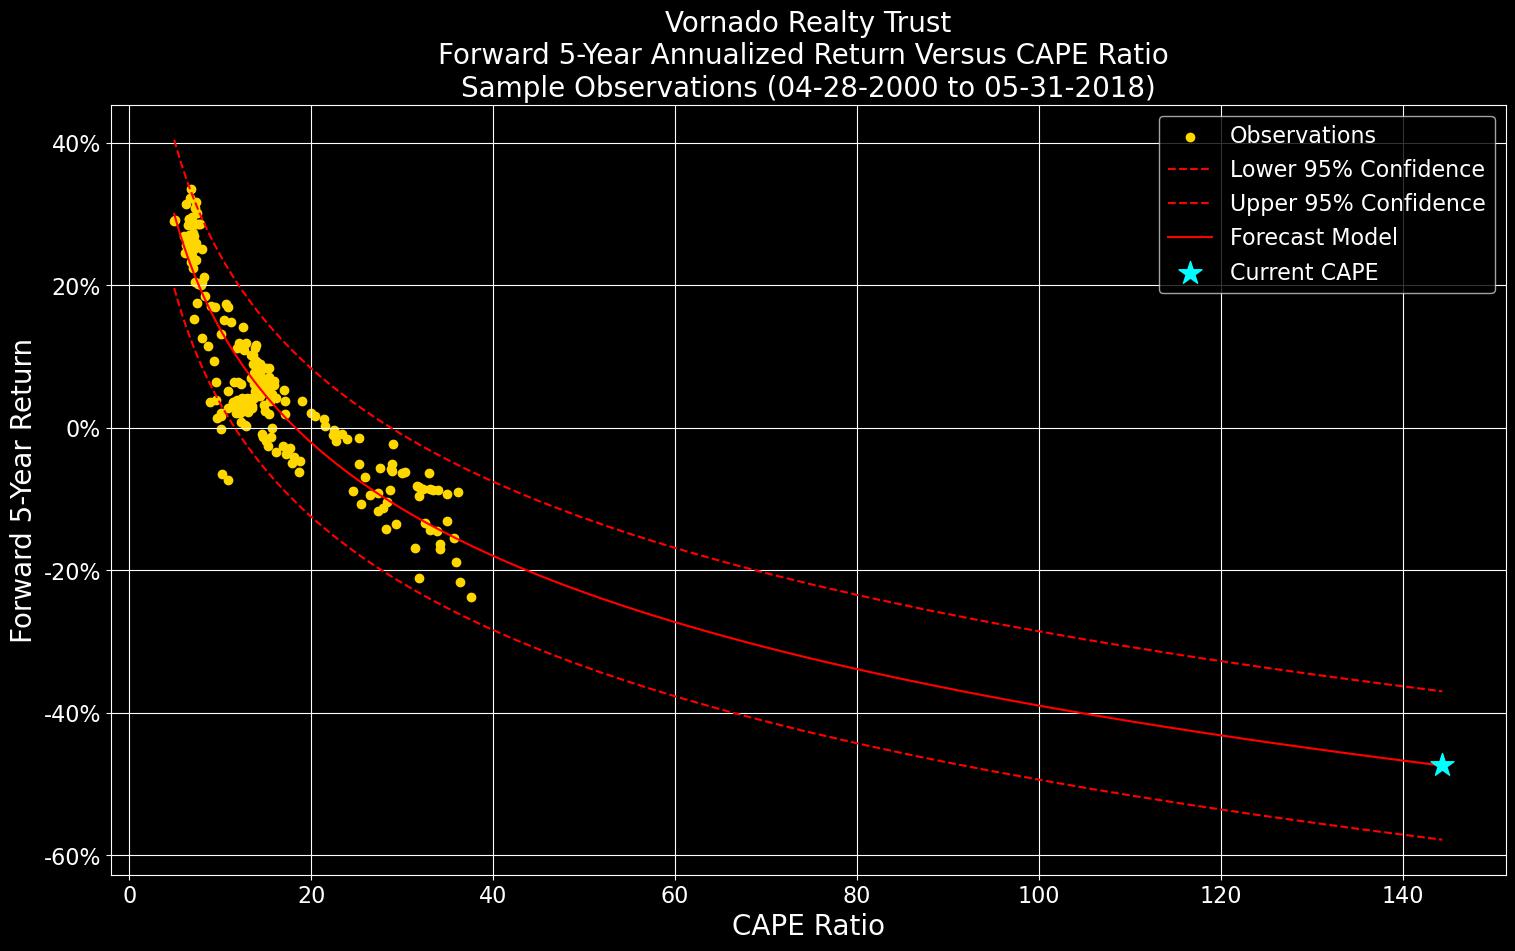 Vornado Realty Trust
Forward 5-Year Annualized Return Versus CAPE Ratio
Sample Observations (04-28-2000 to 05-31-2018)
Observations
Lower 95% Confidence
Upper 95% Confidence
Forecast Model
Current CAPE
Forward 5-Year Return
40%
20%
0%
-20%
-40%
-60%
0 20 40 60 80 100 120 140
CAPE Ratio